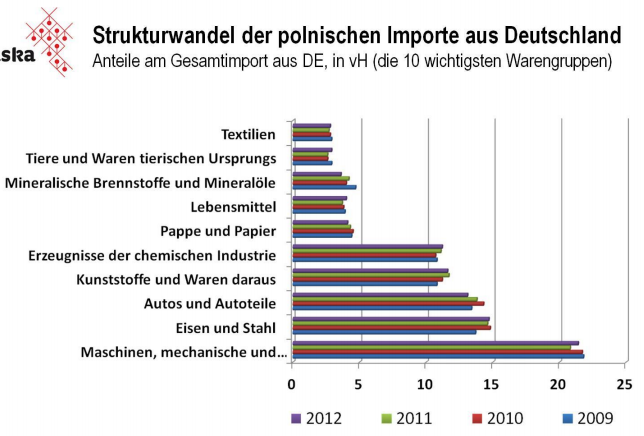 ska
Strukturwandel der polnischen Importe aus Deutschland
Anteile am Gesamtimport aus DE, in vH (die 10 wichtigsten Warengruppen)
Textilien
Tiere und Waren tierischen Ursprungs
Mineralische Brennstoffe und Mineralöle
Lebensmittel
Pappe und Papier
Erzeugnisse der chemischen Industrie
Kunststoffe und Waren daraus
Autos und Autoteile
Eisen und Stahl
Maschinen, mechanische und...
0 5 10 15 20 25
2012 2011 2010 2009